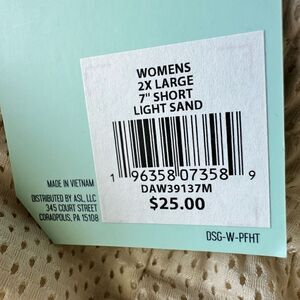 WOMENS
2X LARGE
7" SHORT
LIGHT SAND
1 96358 07358 9
DAW39137M
$25.00
MADE IN VIETNAM
DISTRIBUTED BY ASL, LLC
345 COURT STREET
CORAOPOLIS, PA 15108
DSG-W-PFHT